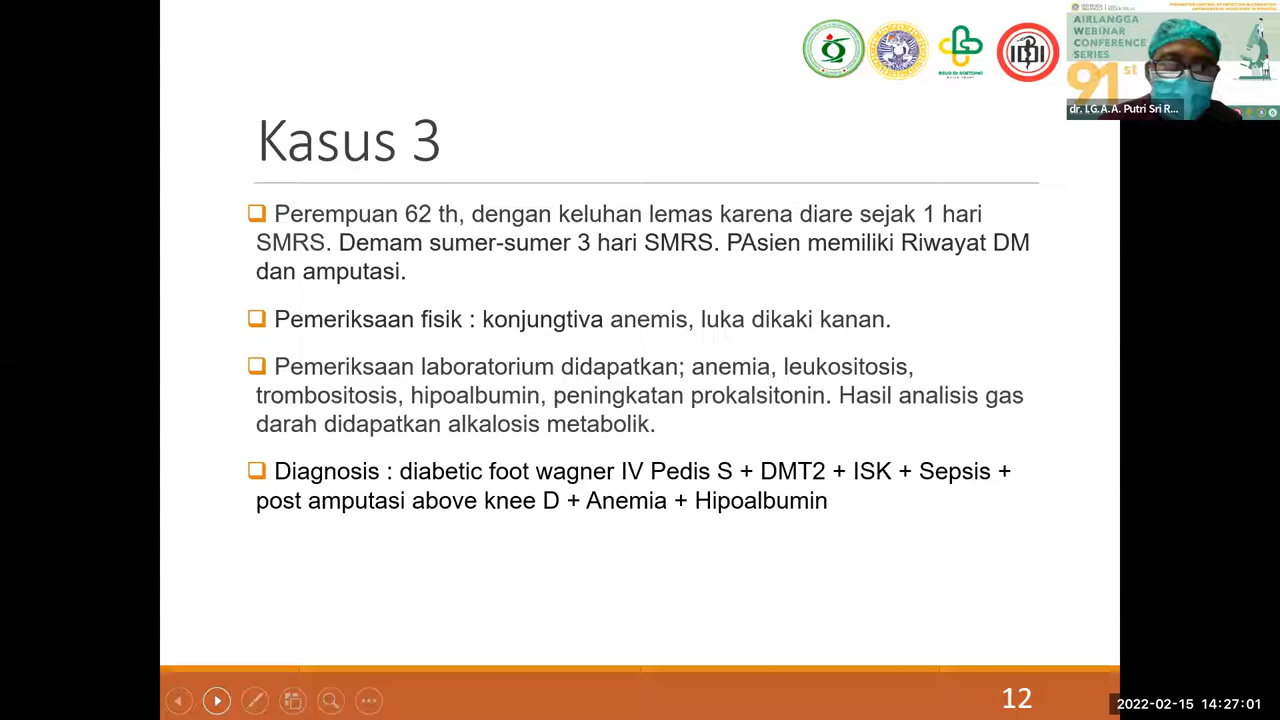 AIRLANGGA
WEBINAR
CONFERENCE
SERIES
91st
dr. I.G.A.A. Putri Sri R...
IDI
Kasus 3
Perempuan 62 th, dengan keluhan lemas karena diare sejak 1 hari
SMRS. Demam sumer-sumer 3 hari SMRS. PAsien memiliki Riwayat DM
dan amputasi.
Pemeriksaan fisik : konjungtiva anemis, luka dikaki kanan.
Pemeriksaan laboratorium didapatkan; anemia, leukositosis,
trombositosis, hipoalbumin, peningkatan prokalsitonin. Hasil analisis gas
darah didapatkan alkalosis metabolik.
Diagnosis : diabetic foot wagner IV Pedis S + DMT2 + ISK + Sepsis +
post amputasi above knee D + Anemia + Hipoalbumin
12
2022-02-15 14:27:01